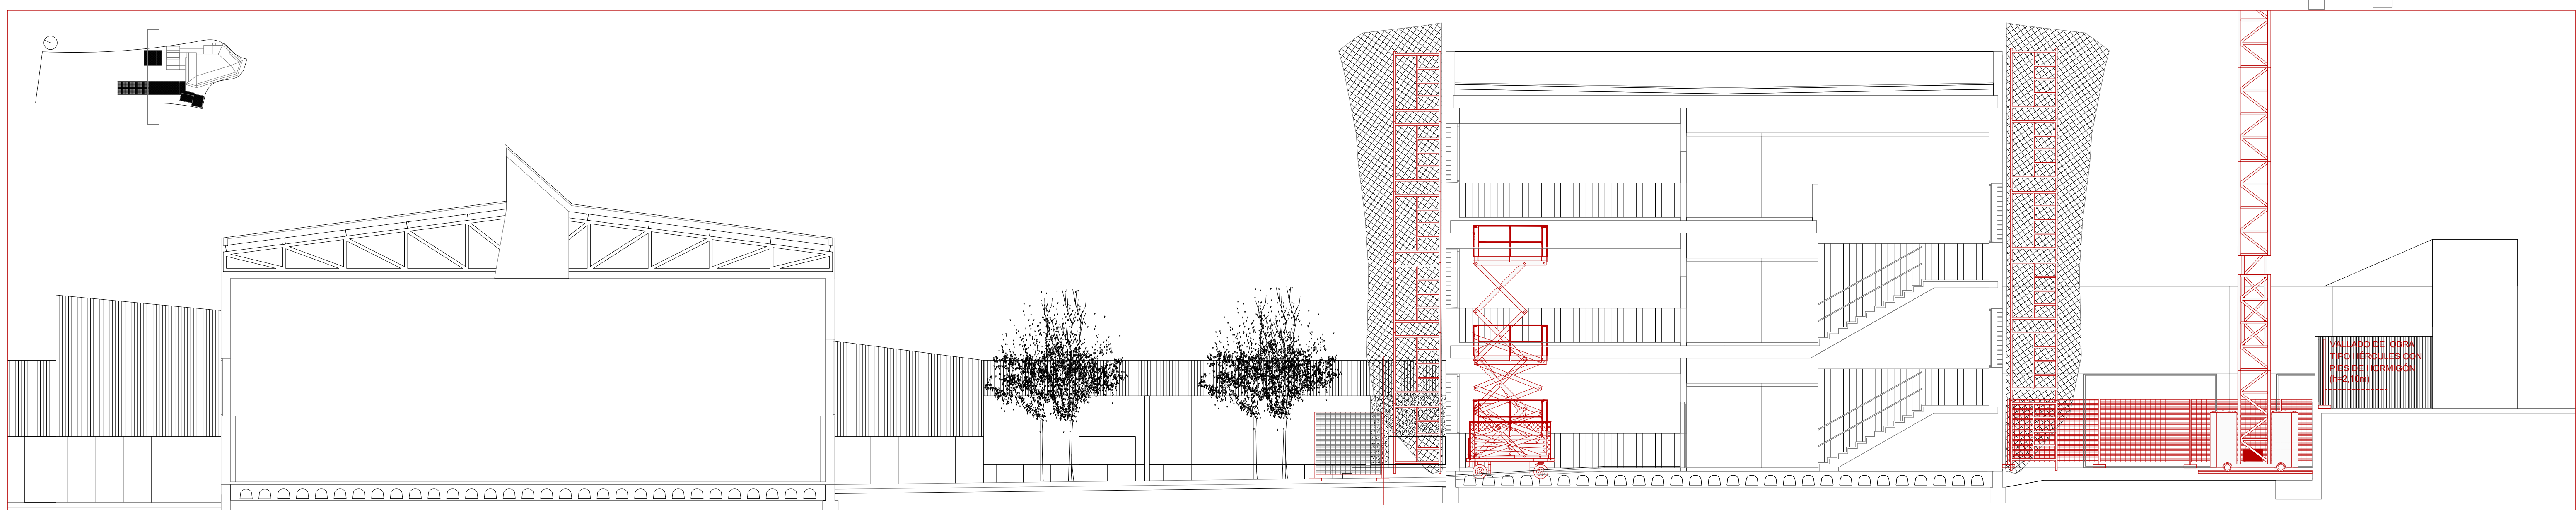 VALLADO DE OBRA
TIPO HÉRCULES CON
PIES DE HORMIGÓN
(h=2,10m)